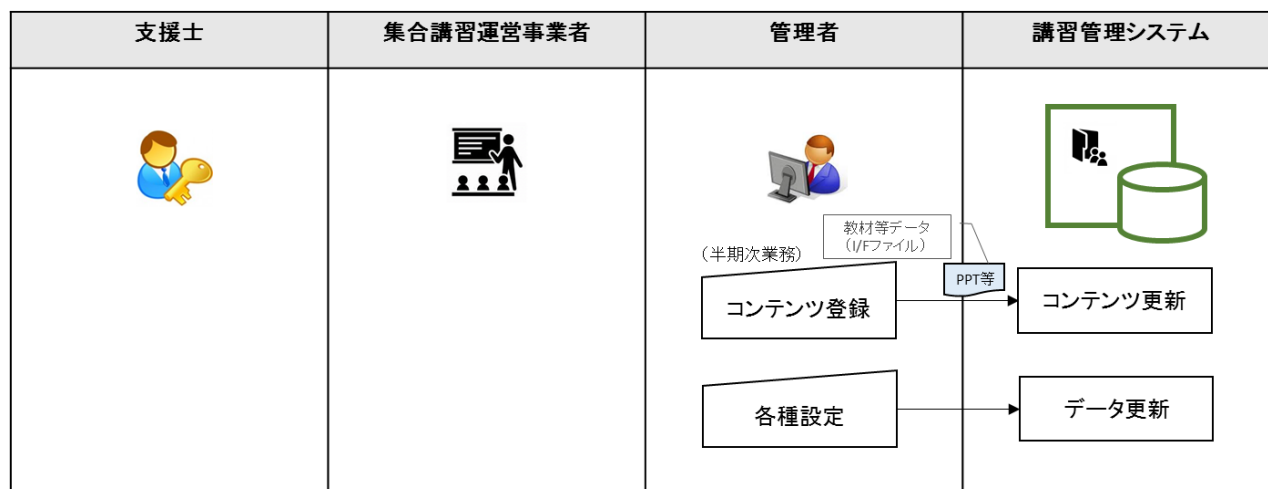 支援士
集合講習運営事業者
管理者
講習管理システム
教材等データ
（I/Fファイル）
（半期次業務）
PPT等
コンテンツ登録
コンテンツ更新
各種設定
データ更新